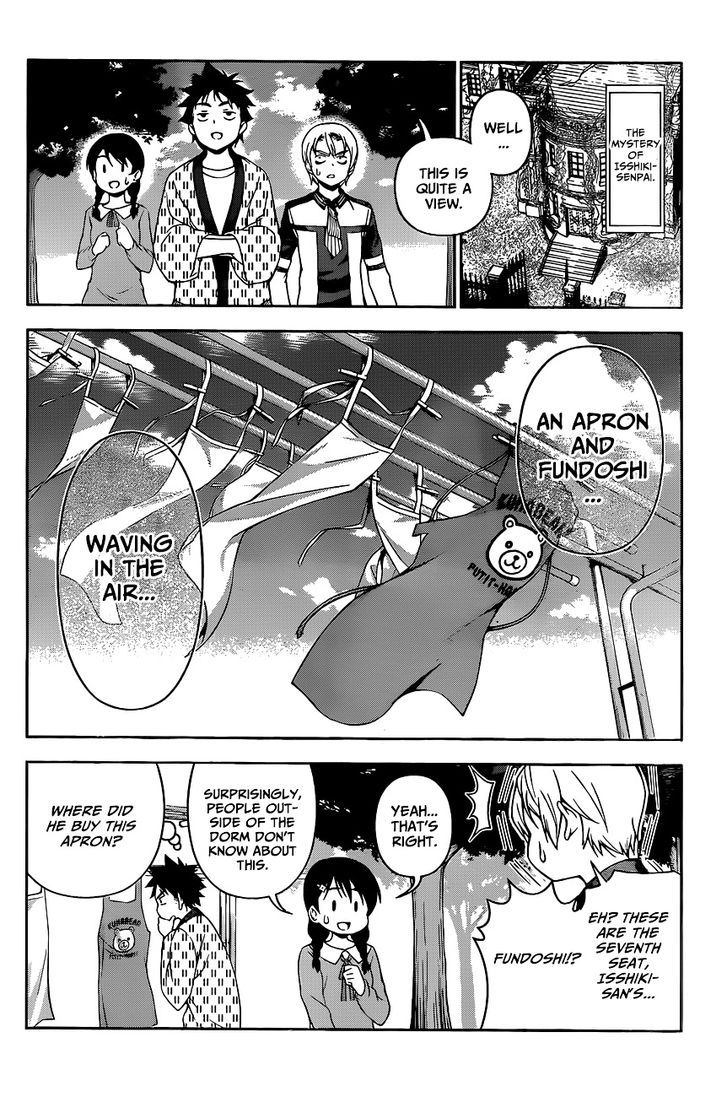 THE
MYSTERY
OF
ISSHIKI-
SENPAI.
WELL
...
THIS IS
QUITE A
VIEW.
AN APRON
AND
FUNDOSHI
...
KUMABEAR
PUTIT-
WAVING
IN THE
AIR...
EH? THESE
ARE THE
SEVENTH
SEAT,
ISSHIKI-
SAN'S...
FUNDOSHI!?
YEAH...
THAT'S
RIGHT.
SURPRISINGLY,
PEOPLE OUT-
SIDE OF THE
DORM DON'T
KNOW ABOUT
THIS.
WHERE DID
HE BUY THIS
APRON?
KUMABEAR